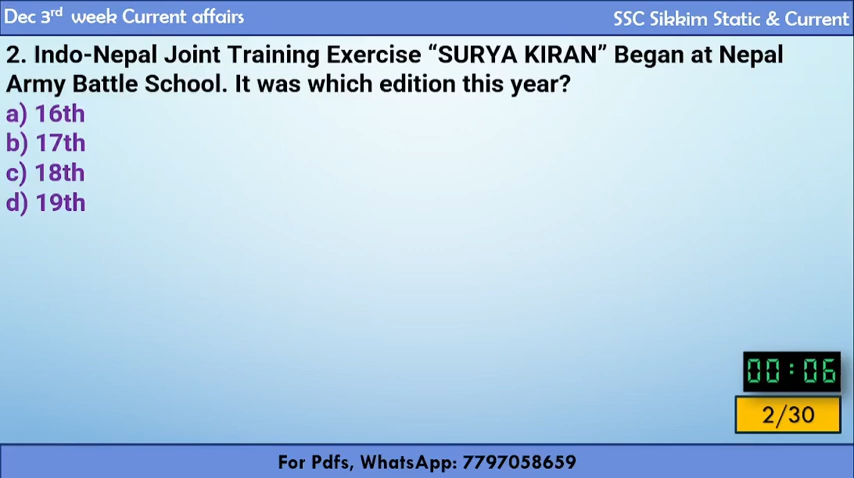 Dec 3rd week Current affairs
SSC Sikkim Static & Current
2. Indo-Nepal Joint Training Exercise “SURYA KIRAN” Began at Nepal
Army Battle School. It was which edition this year?
a) 16th
b) 17th
c) 18th
d) 19th
00:06
2/30
For Pdfs, WhatsApp: 7797058659